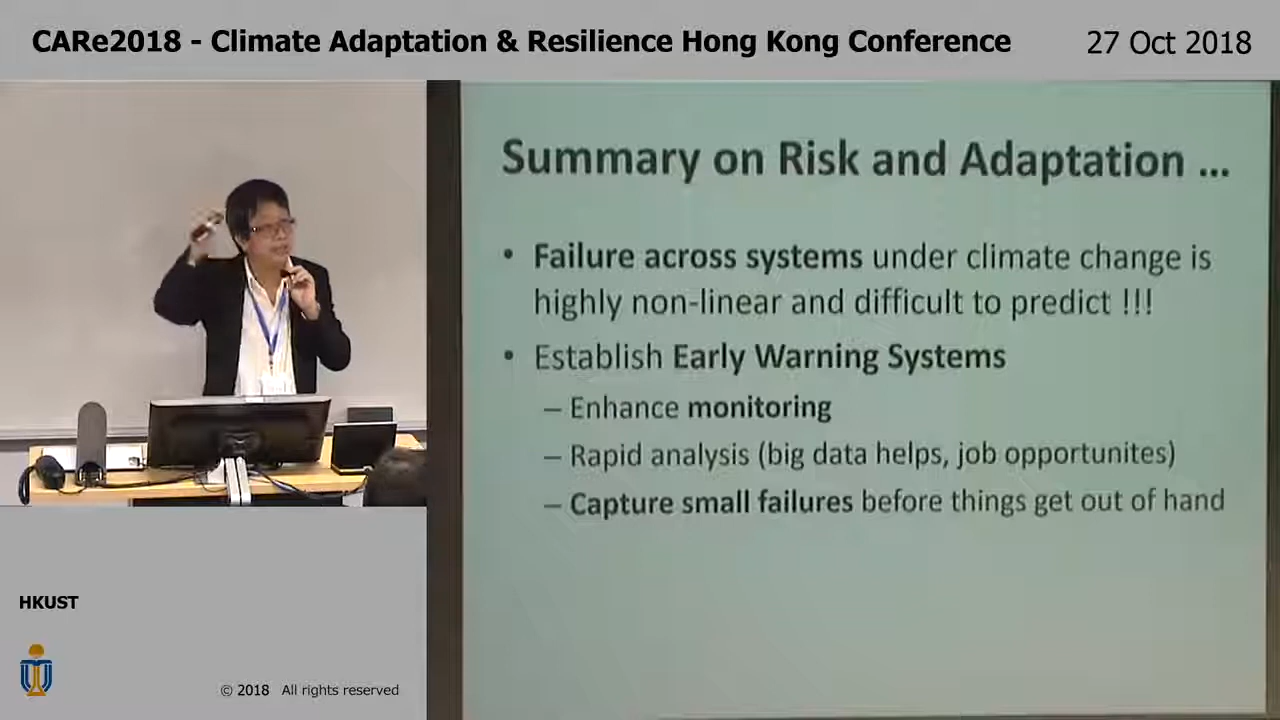 CARe2018 - Climate Adaptation & Resilience Hong Kong Conference
27 Oct 2018
Summary on Risk and Adaptation ...
• Failure across systems under climate change is
highly non-linear and difficult to predict !!!
• Establish Early Warning Systems
– Enhance monitoring
– Rapid analysis (big data helps, job opportunites)
– Capture small failures before things get out of hand
HKUST
© 2018 All rights reserved